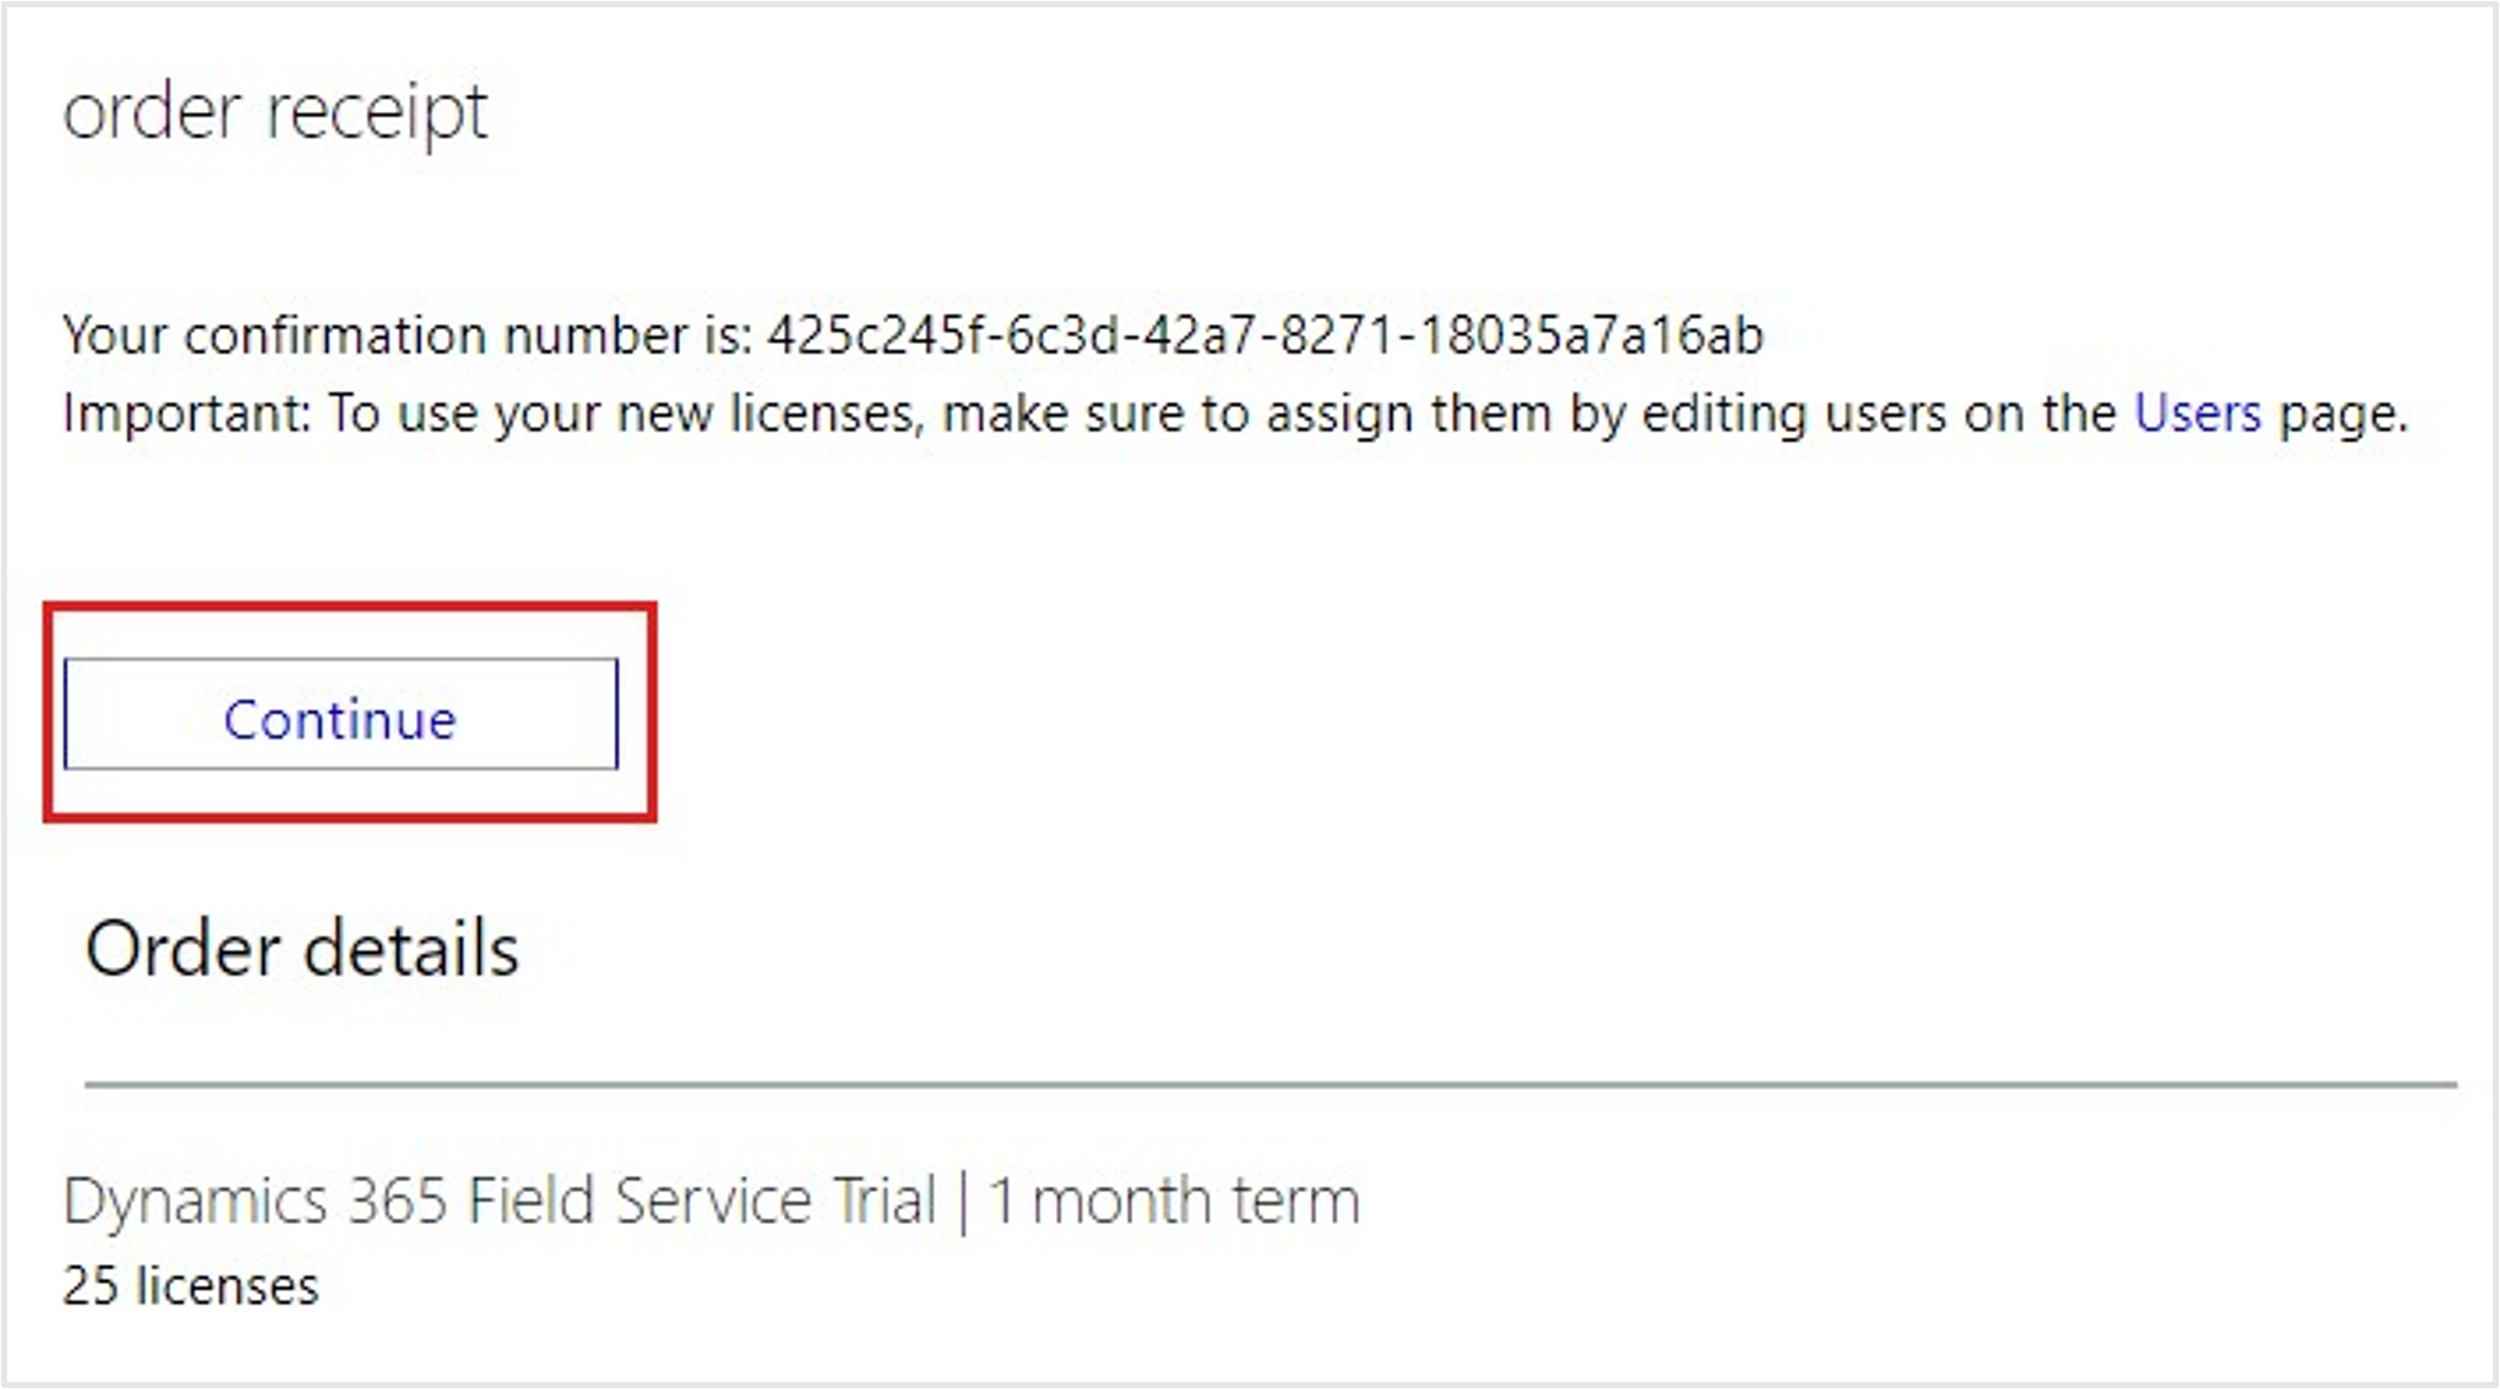 order receipt
Your confirmation number is: 425c245f-6c3d-42a7-8271-18035a7a16ab
Important: To use your new licenses, make sure to assign them by editing users on the Users page.
Continue
Order details
Dynamics 365 Field Service Trial | 1 month term
25 licenses